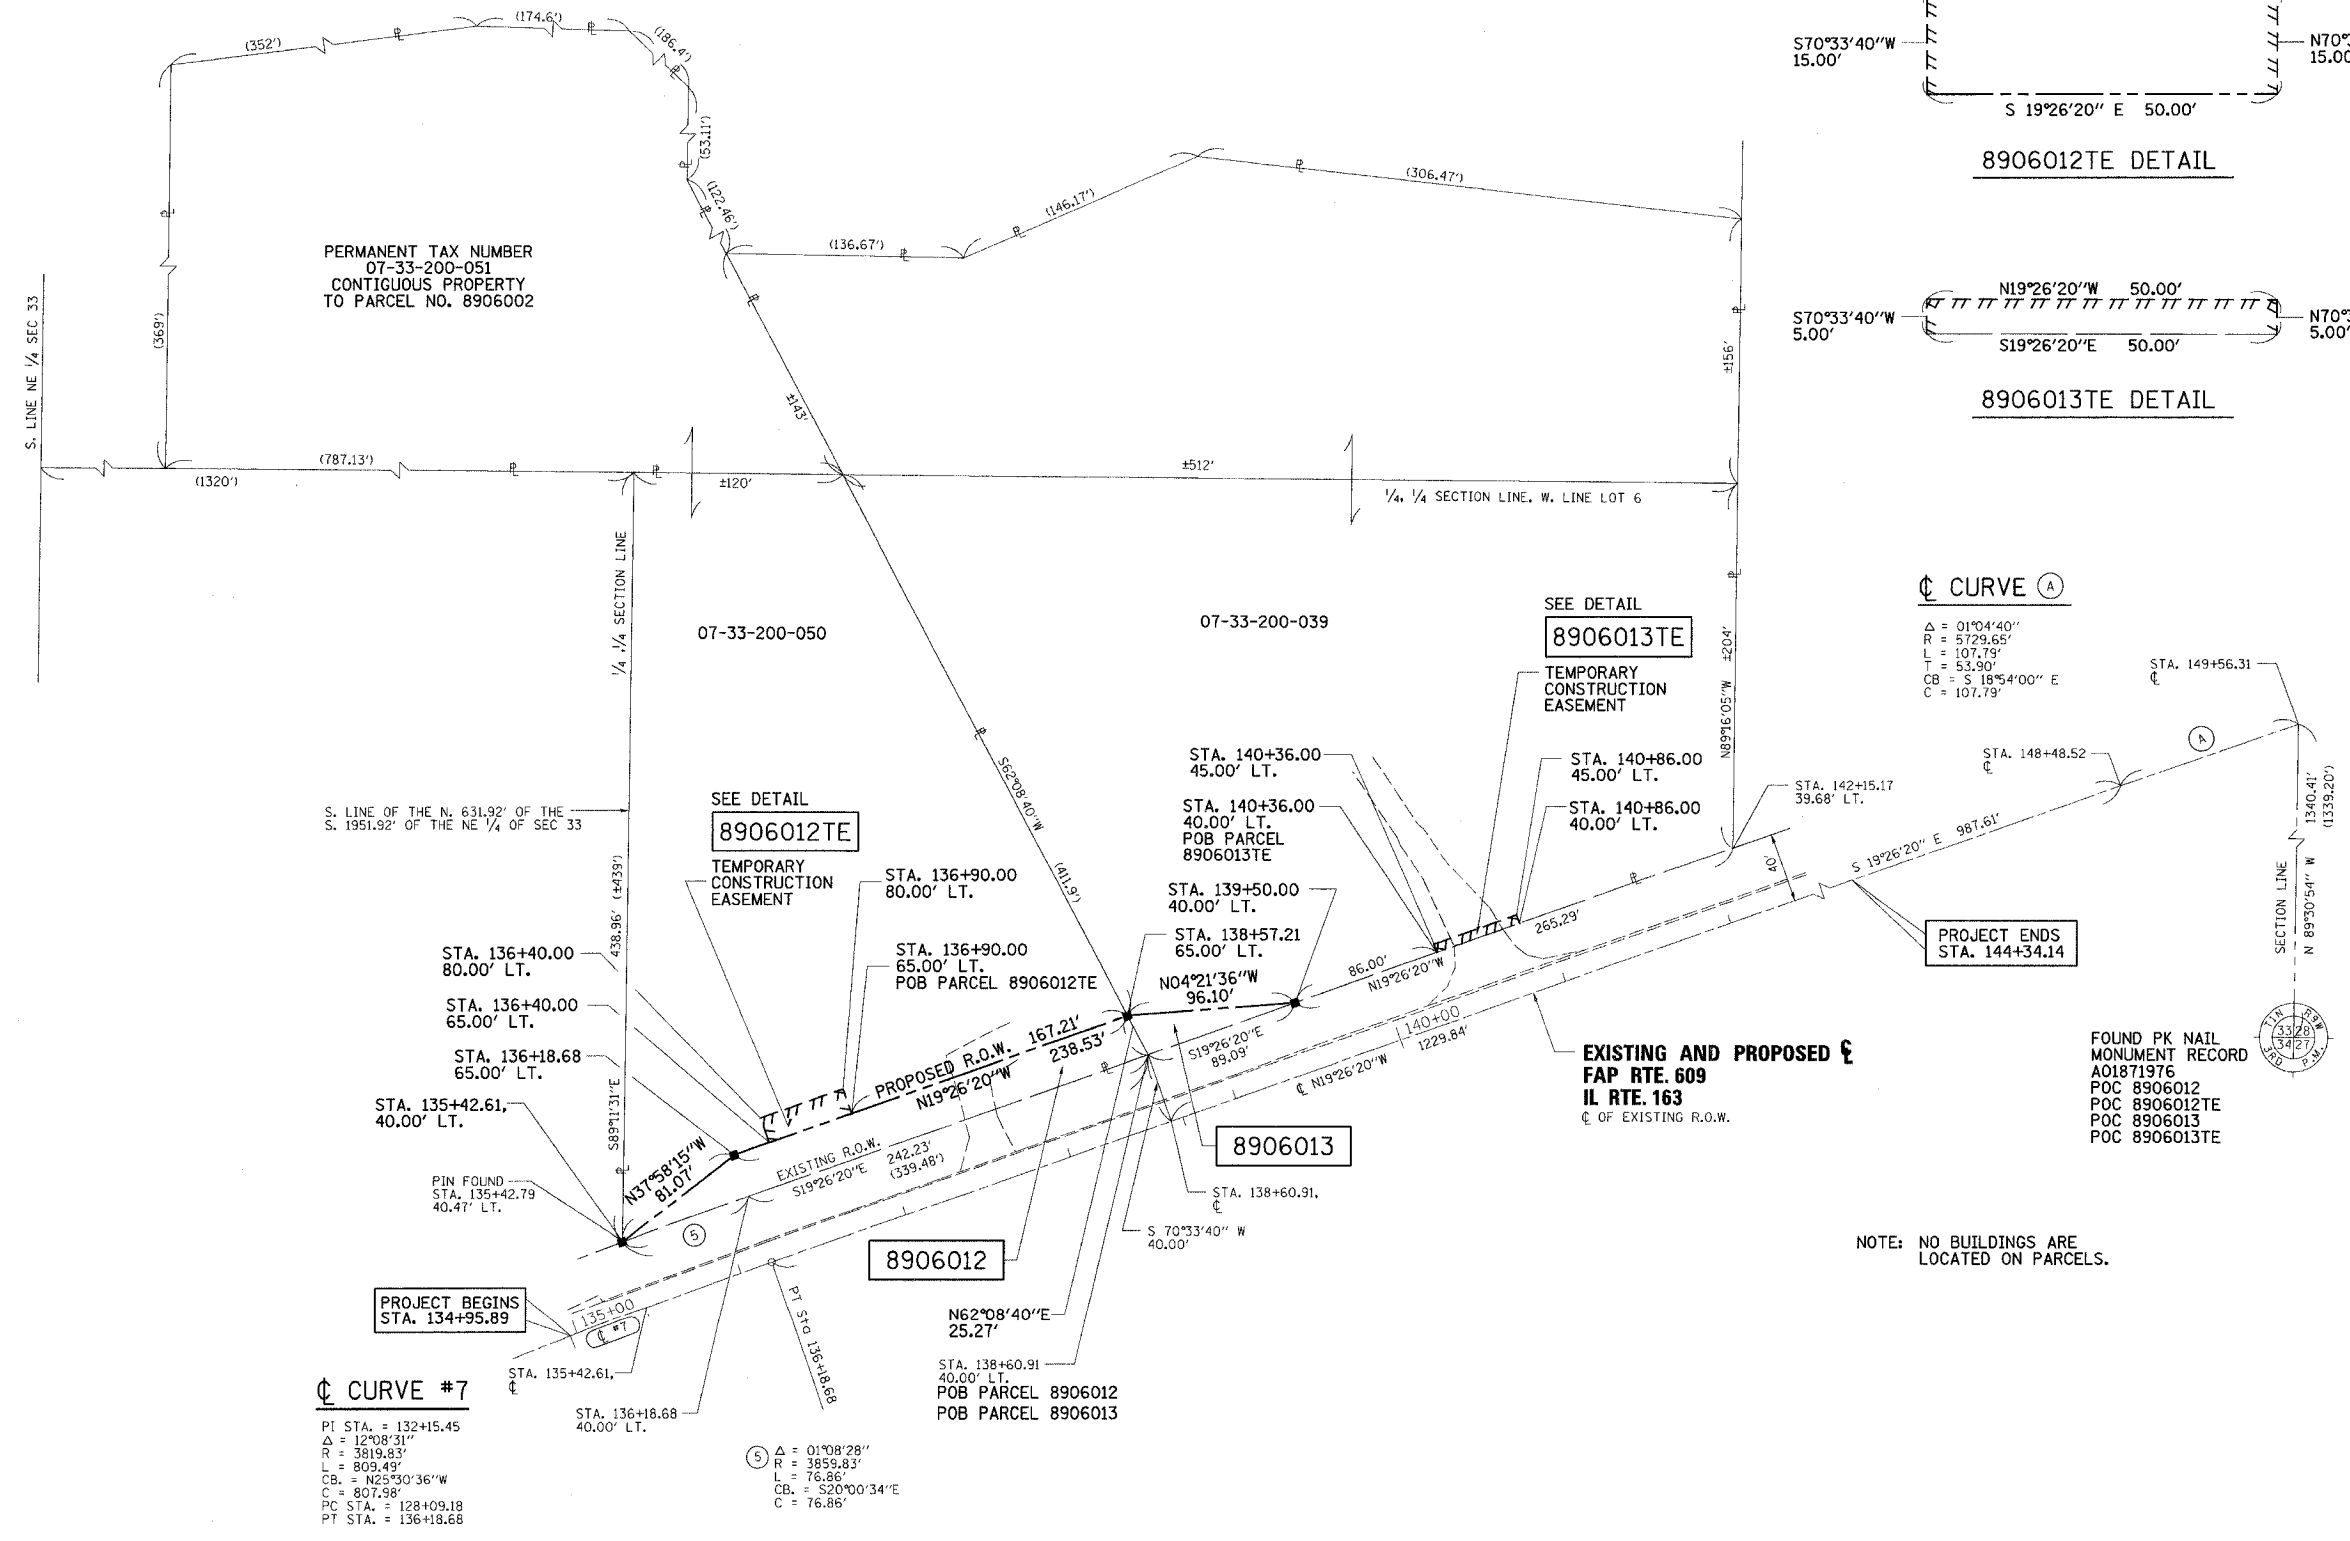 (352')
(174.6')
(186.4')
(53.11')
(122.46')
(136.67')
(146.17')
(306.47')
S70°33'40"W
15.00'
S 19°26'20" E 50.00'
8906012TE DETAIL
PERMANENT TAX NUMBER
07-33-200-051
CONTIGUOUS PROPERTY
TO PARCEL NO. 8906002
S. LINE NE 1/4 SEC 33
(369')
±143'
±156'
N19°26'20"W 50.00'
S70°33'40"W
5.00'
S19°26'20"E 50.00'
8906013TE DETAIL
(787.13')
(1320')
±120'
±512'
1/4, 1/4 SECTION LINE, W. LINE LOT 6
1/4, 1/4 SECTION LINE
07-33-200-050
07-33-200-039
SEE DETAIL
8906013TE
TEMPORARY
CONSTRUCTION
EASEMENT
N89°16'05"W ±204'
℄ CURVE A
Δ = 01°04'40"
R = 5729.65'
L = 107.79'
T = 53.90'
CB = S 18°54'00" E
C = 107.79'
STA. 149+56.31
℄
A
STA. 148+48.52
℄
S62°08'40"W
(411.9')
STA. 140+36.00
45.00' LT.
STA. 140+36.00
40.00' LT.
POB PARCEL
8906013TE
STA. 140+86.00
45.00' LT.
STA. 140+86.00
40.00' LT.
STA. 142+15.17
39.68' LT.
40'
S 19°26'20" E 987.61'
1340.41'
(1339.20')
SECTION LINE
N 89°30'54" W
S. LINE OF THE N. 631.92' OF THE
S. 1951.92' OF THE NE 1/4 OF SEC 33
SEE DETAIL
8906012TE
TEMPORARY
CONSTRUCTION
EASEMENT
438.96' (±439')
S89°11'31"E
STA. 136+90.00
80.00' LT.
STA. 136+90.00
65.00' LT.
POB PARCEL 8906012TE
STA. 139+50.00
40.00' LT.
STA. 138+57.21
65.00' LT.
N04°21'36"W
96.10'
86.00'
N19°26'20"W
265.29'
PROJECT ENDS
STA. 144+34.14
STA. 136+40.00
80.00' LT.
STA. 136+40.00
65.00' LT.
STA. 136+18.68
65.00' LT.
STA. 135+42.61,
40.00' LT.
PROPOSED R.O.W. 167.21'
N19°26'20"W 238.53'
EXISTING R.O.W.
S19°26'20"E 242.23'
(339.48')
S19°26'20"E
89.09'
140+00
1229.84'
℄ N19°26'20"W
EXISTING AND PROPOSED ℄
FAP RTE. 609
IL RTE. 163
℄ OF EXISTING R.O.W.
FOUND PK NAIL
MONUMENT RECORD
A01871976
POC 8906012
POC 8906012TE
POC 8906013
POC 8906013TE
T1N R9W
33 28
34 27
3RD P.M.
N37°58'15"W
81.07'
PIN FOUND
STA. 135+42.79
40.47' LT.
5
8906013
STA. 138+60.91,
℄
S 70°33'40" W
40.00'
8906012
NOTE: NO BUILDINGS ARE
LOCATED ON PARCELS.
PROJECT BEGINS
STA. 134+95.89
135+00
℄ #7
PT Sta 136+18.68
N62°08'40"E
25.27'
STA. 138+60.91
40.00' LT.
POB PARCEL 8906012
POB PARCEL 8906013
STA. 135+42.61,
℄
STA. 136+18.68
40.00' LT.
℄ CURVE #7
PI STA. = 132+15.45
Δ = 12°08'31"
R = 3819.83'
L = 809.49'
CB. = N25°30'36"W
C = 807.98'
PC STA. = 128+09.18
PT STA. = 136+18.68
5
Δ = 01°08'28"
R = 3859.83'
L = 76.86'
CB. = S20°00'34"E
C = 76.86'